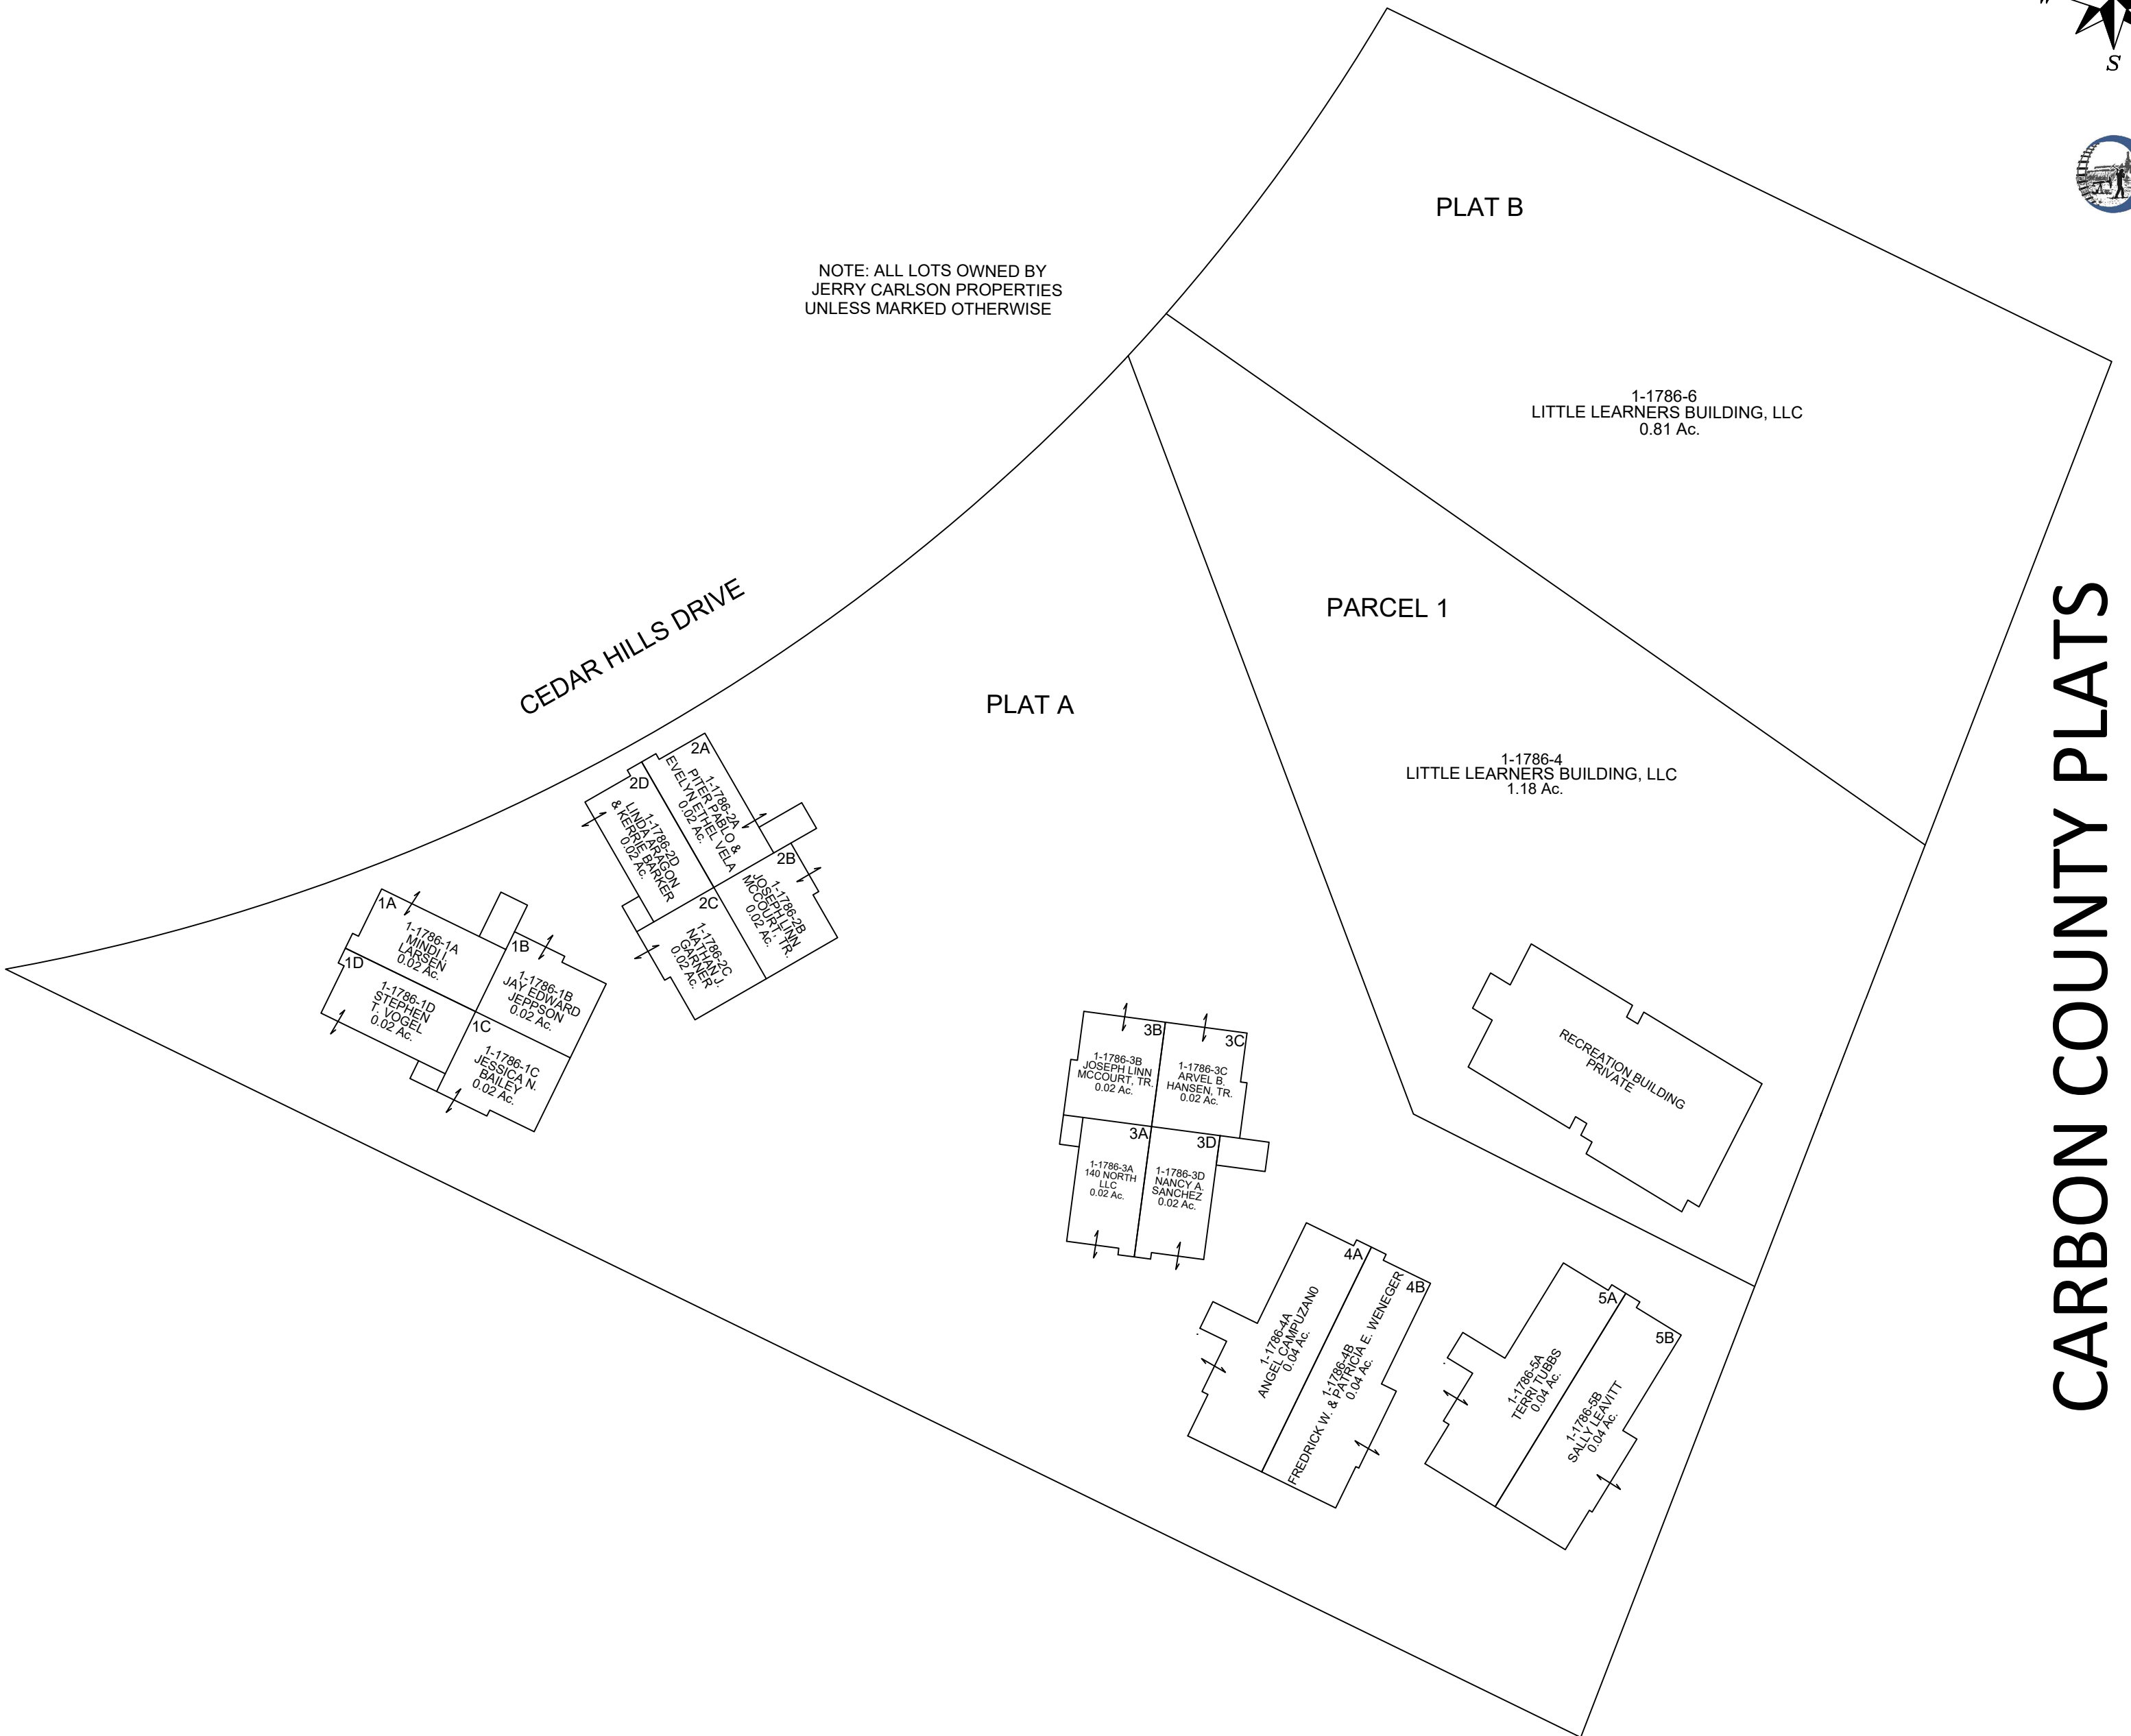 W
S
PLAT B
NOTE: ALL LOTS OWNED BY
JERRY CARLSON PROPERTIES
UNLESS MARKED OTHERWISE
1-1786-6
LITTLE LEARNERS BUILDING, LLC
0.81 Ac.
CARBON COUNTY PLATS
CEDAR HILLS DRIVE
PARCEL 1
PLAT A
1-1786-4
LITTLE LEARNERS BUILDING, LLC
1.18 Ac.
2A
1-1786-2A
PITER PABLO &
EVELYN ETHEL VELA
0.02 Ac.
2D
1-1786-2D
LINDA ARAGON
& KERRIE BARKER
0.02 Ac.
2B
1-1786-2B
JOSEPH LINN
MCCOURT, TR.
0.02 Ac.
2C
1-1786-2C
NATHAN J.
GARNER
0.02 Ac.
1A
1-1786-1A
MINDI I.
LARSEN
0.02 Ac.
1B
1-1786-1B
JAY EDWARD
JEPPSON
0.02 Ac.
1D
1-1786-1D
STEPHEN
T. VOGEL
0.02 Ac.
1C
1-1786-1C
JESSICA N.
BAILEY
0.02 Ac.
3B
1-1786-3B
JOSEPH LINN
MCCOURT, TR.
0.02 Ac.
3C
1-1786-3C
ARVEL B.
HANSEN, TR.
0.02 Ac.
3A
1-1786-3A
140 NORTH
LLC
0.02 Ac.
3D
1-1786-3D
NANCY A.
SANCHEZ
0.02 Ac.
RECREATION BUILDING
PRIVATE
4A
1-1786-4A
ANGEL CAMPUZAN0
0.04 Ac.
4B
1-1786-4B
FREDRICK W. & PATRICIA E. WENEGER
0.04 Ac.
5A
1-1786-5A
TERRI TUBBS
0.04 Ac.
5B
1-1786-5B
SALLY LEAVITT
0.04 Ac.